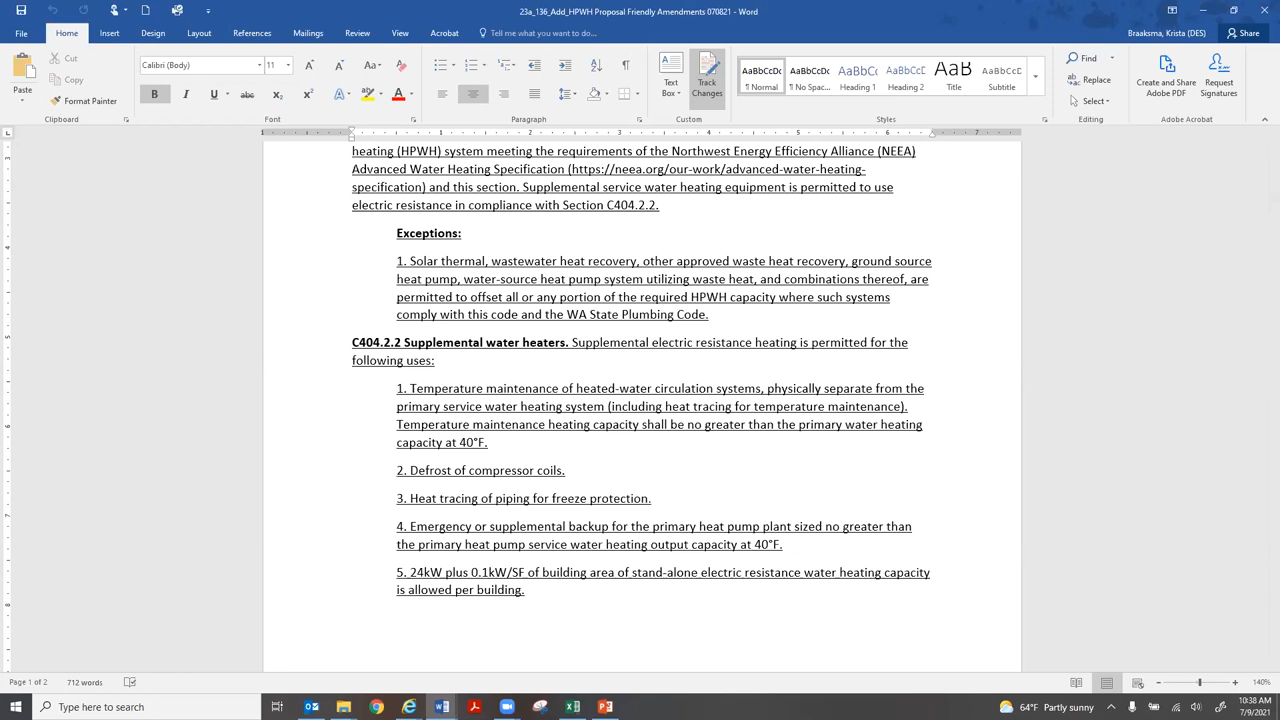 23a_136_Add_HPWH Proposal Friendly Amendments 070821 - Word
File Home Insert Design Layout References Mailings Review View Acrobat Tell me what you want to do... Braaksma, Krista (DES) Share
Paste
Cut
Copy
Format Painter
Calibri (Body) 11
Text Box
Track Changes
AaBbCcDc ¶ Normal
AaBbCcDc ¶ No Spac...
AaBbCc Heading 1
AaBbCcC Heading 2
AaB Title
AaBbCcC Subtitle
Find
Replace
Select
Create and Share Adobe PDF
Request Signatures
Clipboard Font Paragraph Custom Styles Editing Adobe Acrobat
heating (HPWH) system meeting the requirements of the Northwest Energy Efficiency Alliance (NEEA)
Advanced Water Heating Specification (https://neea.org/our-work/advanced-water-heating-
specification) and this section. Supplemental service water heating equipment is permitted to use
electric resistance in compliance with Section C404.2.2.
Exceptions:
1. Solar thermal, wastewater heat recovery, other approved waste heat recovery, ground source
heat pump, water-source heat pump system utilizing waste heat, and combinations thereof, are
permitted to offset all or any portion of the required HPWH capacity where such systems
comply with this code and the WA State Plumbing Code.
C404.2.2 Supplemental water heaters. Supplemental electric resistance heating is permitted for the
following uses:
1. Temperature maintenance of heated-water circulation systems, physically separate from the
primary service water heating system (including heat tracing for temperature maintenance).
Temperature maintenance heating capacity shall be no greater than the primary water heating
capacity at 40°F.
2. Defrost of compressor coils.
3. Heat tracing of piping for freeze protection.
4. Emergency or supplemental backup for the primary heat pump plant sized no greater than
the primary heat pump service water heating output capacity at 40°F.
5. 24kW plus 0.1kW/SF of building area of stand-alone electric resistance water heating capacity
is allowed per building.
Page 1 of 2 712 words 140%
Type here to search 64°F Partly sunny 10:38 AM
7/9/2021